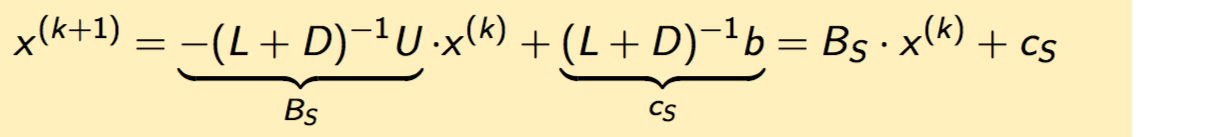 x^(k+1) = −(L + D)^−1 U · x^(k) + (L + D)^−1 b = B_S · x^(k) + c_S
B_S c_S